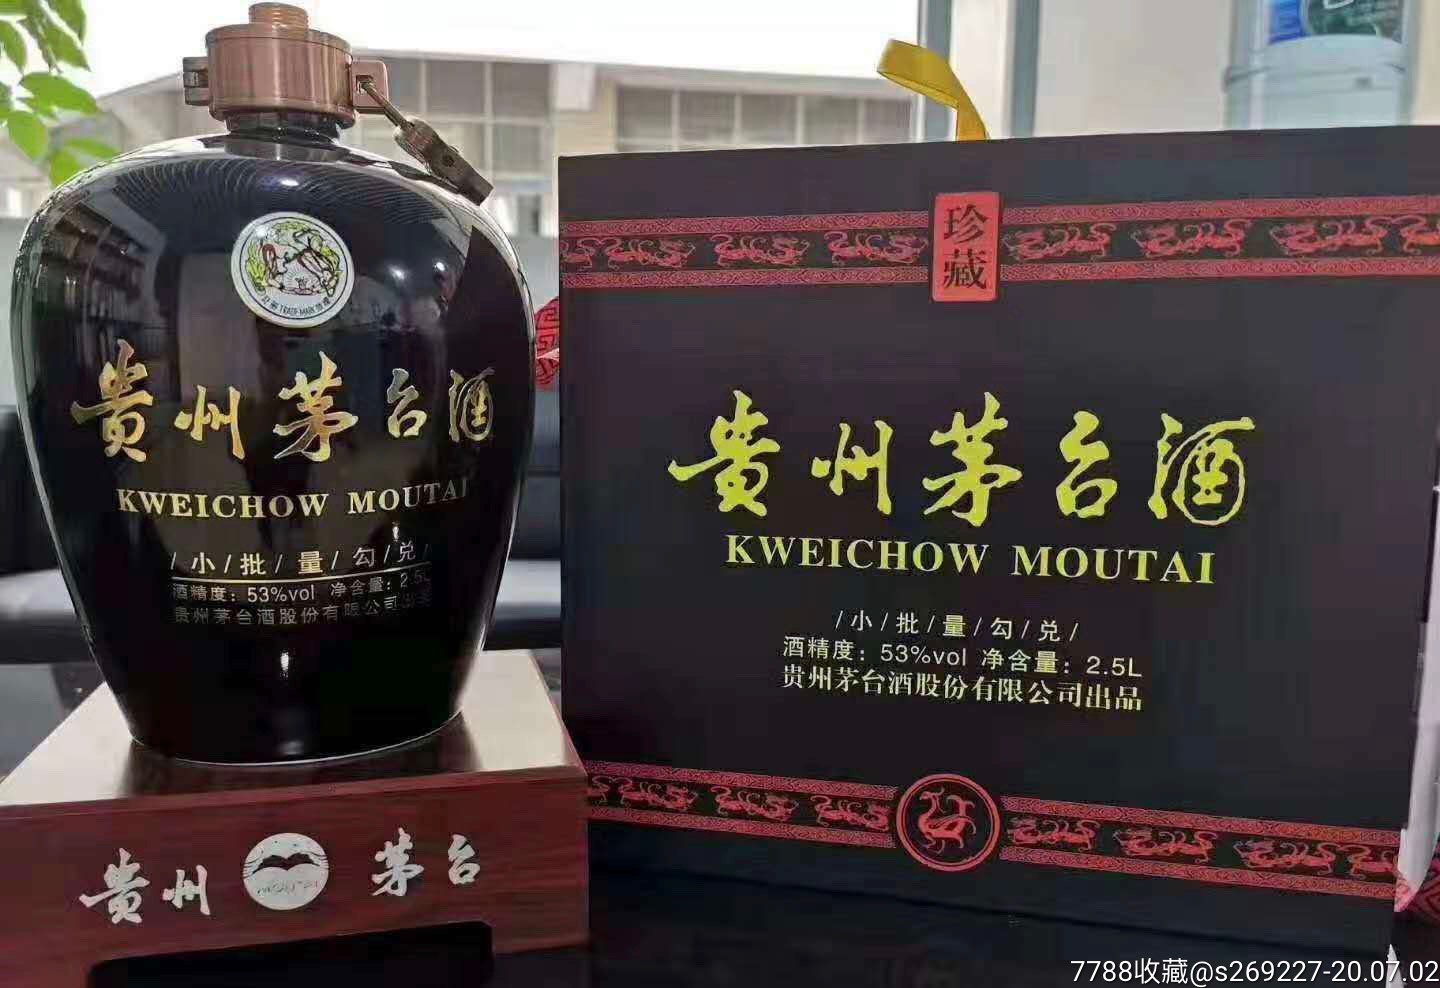 贵州茅台酒
KWEICHOW MOUTAI
/小/批/量/勾/兑/
酒精度：53%vol 净含量：2.5L
贵州茅台酒股份有限公司出品
贵州 茅台
珍藏
贵州茅台酒
KWEICHOW MOUTAI
/小/批/量/勾/兑/
酒精度：53%vol 净含量：2.5L
贵州茅台酒股份有限公司出品
TRADE MARK
7788收藏@s269227-20.07.02